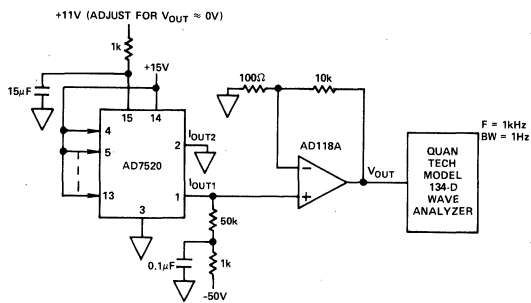 +11V (ADJUST FOR VOUT ≈ 0V)
1k
+15V
15μF
15
14
4
5
13
AD7520
2
IOUT2
IOUT1
1
3
50k
0.1μF
1k
-50V
100Ω
10k
AD118A
−
+
VOUT
F = 1kHz
BW = 1Hz
QUAN
TECH
MODEL
134-D
WAVE
ANALYZER